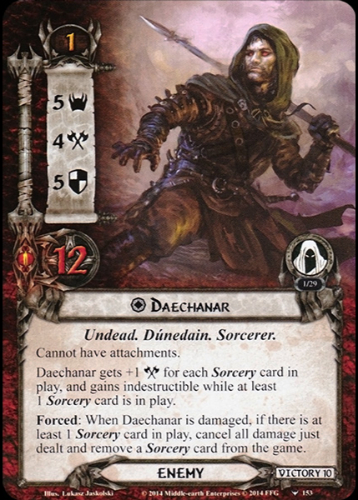 1
5
4
5
12
1/29
Daechanar
Undead. Dúnedain. Sorcerer.
Cannot have attachments.
Daechanar gets +1 for each Sorcery card in
play, and gains indestructible while at least
1 Sorcery card is in play.
Forced: When Daechanar is damaged, if there is at
least 1 Sorcery card in play, cancel all damage just
dealt and remove a Sorcery card from the game.
ENEMY
VICTORY 10
Illus. Lukasz Jaskolski
© 2014 Middle-earth Enterprises © 2014 FFG
153